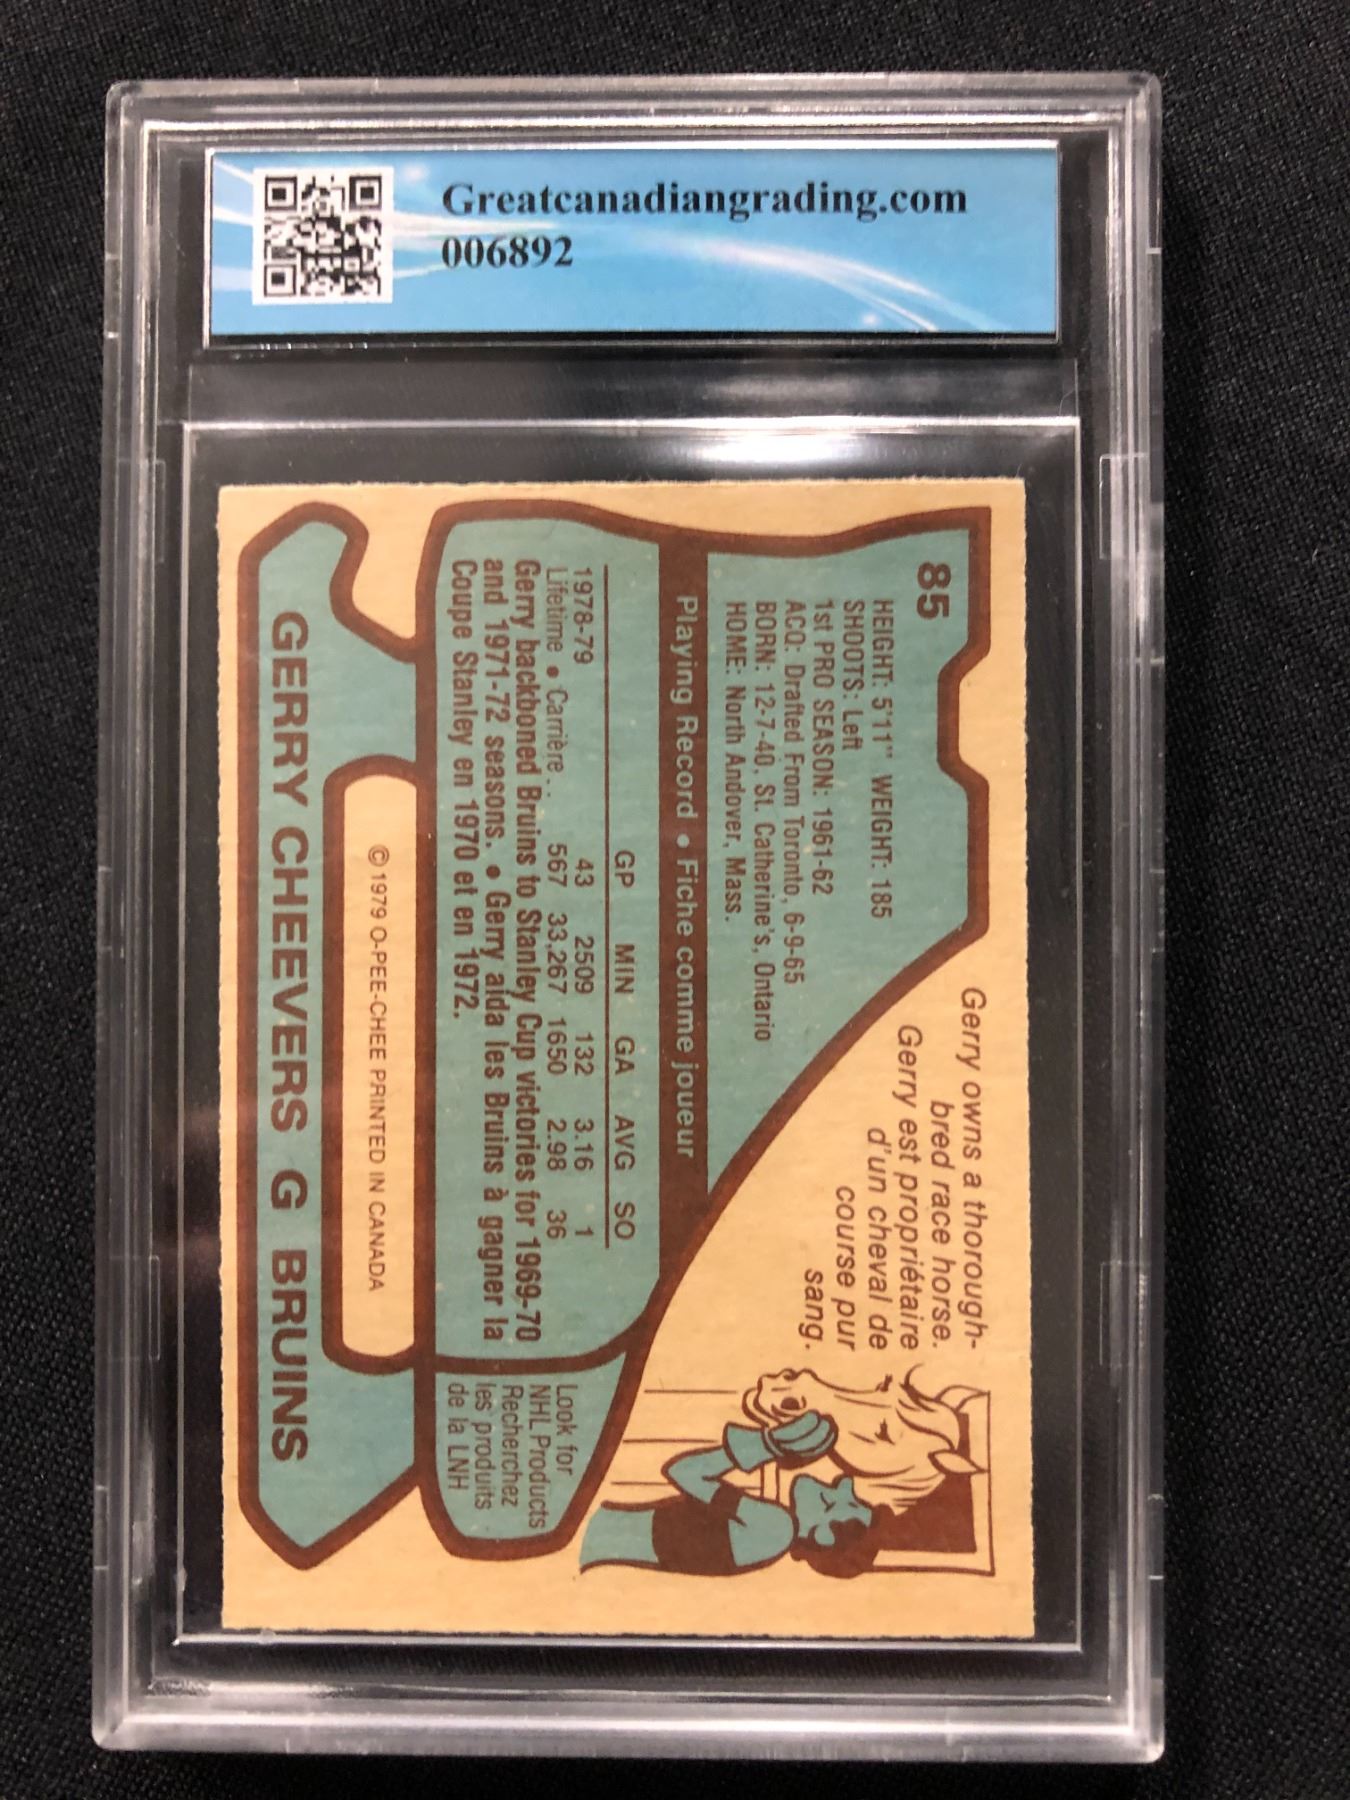 Greatcanadiangrading.com
006892
85
HEIGHT: 5'11" WEIGHT: 185
SHOOTS: Left
1st PRO SEASON: 1961-62
ACQ: Drafted From Toronto, 6-9-65
BORN: 12-7-40, St. Catherine's, Ontario
HOME: North Andover, Mass.
Gerry owns a thorough-
bred race horse.
Gerry est propriétaire
d'un cheval de
course pur
sang.
Playing Record • Fiche comme joueur
GP MIN GA AVG SO
1978-79 43 2509 132 3.16 1
Lifetime • Carrière .. 567 33,267 1650 2.98 36
Gerry backboned Bruins to Stanley Cup victories for 1969-70
and 1971-72 seasons. • Gerry aida les Bruins à gagner la
Coupe Stanley en 1970 et en 1972.
Look for
NHL Products
Recherchez
les produits
de la LNH
© 1979 O-PEE-CHEE PRINTED IN CANADA
GERRY CHEEVERS G BRUINS